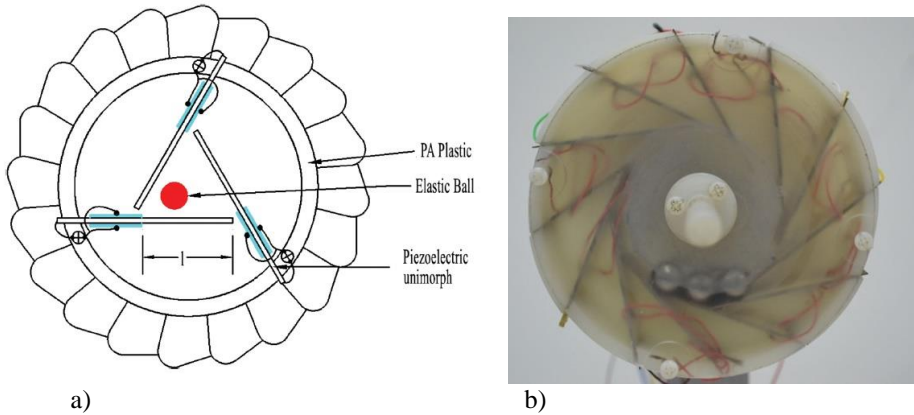 PA Plastic
Elastic Ball
l
Piezoelectric
unimorph
a)
b)